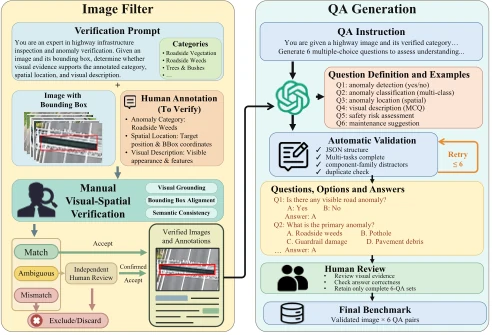 Image Filter
Verification Prompt
You are an expert in highway infrastructure
inspection and anomaly verification. Given an
image and its bounding box, determine whether
visual evidence supports the annotated category,
spatial location, and visual description.
Categories
Roadside Vegetation
Roadside Weeds
Trees & Bushes
...
Image with
Bounding Box
Human Annotation
(To Verify)
• Anomaly Category:
Roadside Weeds
• Spatial Location: Target
position & BBox coordinates
• Visual Description: Visible
appearance & features
Manual
Visual-Spatial
Verification
Visual Grounding
Bounding Box Alignment
Semantic Consistency
Match
Accept
Ambiguous
Independent
Human Review
Confirmed
Accept
Mismatch
Exclude/Discard
Verified Images
and Annotations
QA Generation
QA Instruction
You are given a highway image and its verified category…
Generate 6 multiple-choice questions to assess understanding...
Question Definition and Examples
Q1: anomaly detection (yes/no)
Q2: anomaly classification (multi-class)
Q3: anomaly location (spatial)
Q4: visual description (MCQ)
Q5: safety risk assessment
Q6: maintenance suggestion
Automatic Validation
✓ JSON structure
✓ Multi-tasks complete
✓ component-family distractors
✓ duplicate check
Retry
≤ 6
Questions, Options and Answers
Q1: Is there any visible road anomaly?
A: Yes B: No
Answer: A
Q2: What is the primary anomaly?
A. Roadside weeds B. Pothole
C. Guardrail damage D. Pavement debris
... Answer: A
Human Review
• Review visual evidence
• Check answer correctness
• Retain only complete 6-QA sets
Final Benchmark
Validated image × 6 QA pairs